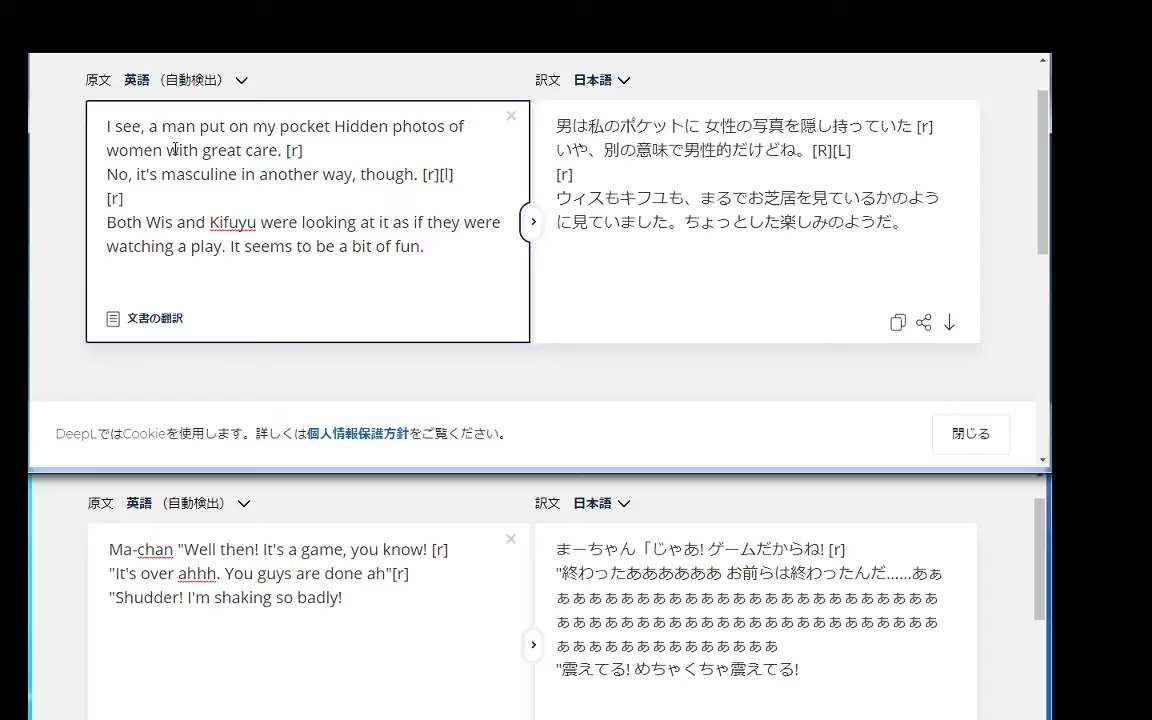 原文 英語 (自動検出)
訳文 日本語
I see, a man put on my pocket Hidden photos of
women with great care. [r]
No, it's masculine in another way, though. [r][l]
[r]
Both Wis and Kifuyu were looking at it as if they were
watching a play. It seems to be a bit of fun.
文書の翻訳
男は私のポケットに 女性の写真を隠し持っていた [r]
いや、別の意味で男性的だけどね。[R][L]
[r]
ウィスもキフユも、まるでお芝居を見ているかのよう
に見ていました。ちょっとした楽しみのようだ。
DeepLではCookieを使用します。詳しくは個人情報保護方針をご覧ください。
閉じる
原文 英語 (自動検出)
訳文 日本語
Ma-chan "Well then! It's a game, you know! [r]
"It's over ahhh. You guys are done ah"[r]
"Shudder! I'm shaking so badly!
まーちゃん「じゃあ! ゲームだからね! [r]
"終わったああああああ お前らは終わったんだ……あぁ
ああああああああああああああああああああああああ
ああああああああああああああああああああああああ
ああああああああああああああ
"震えてる! めちゃくちゃ震えてる!